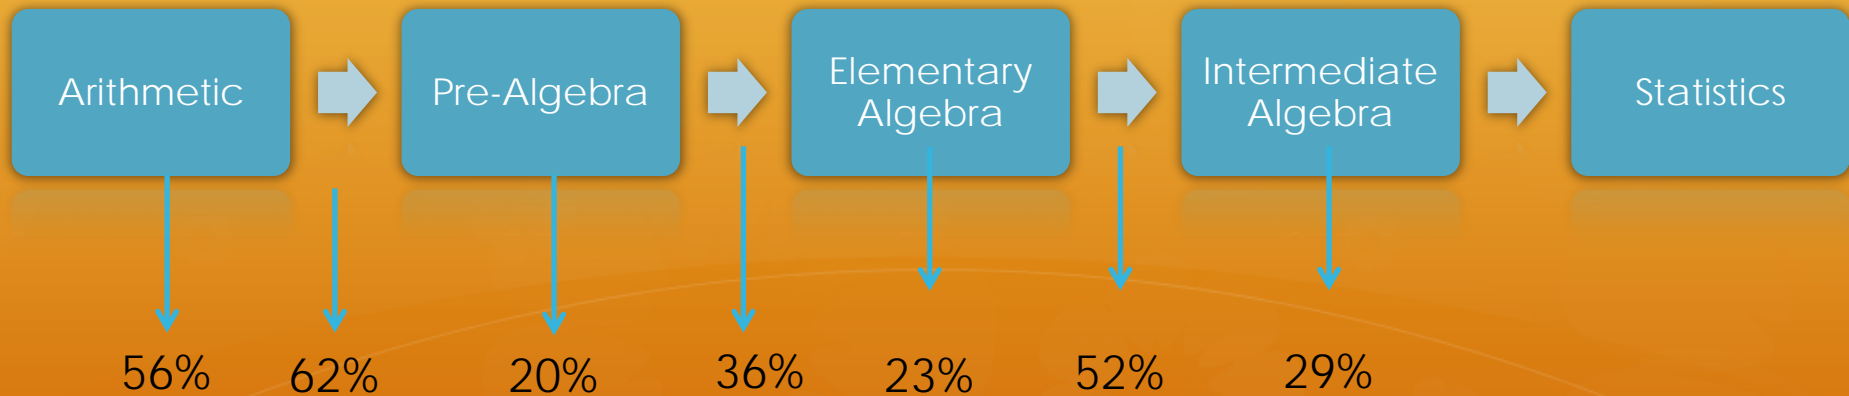 Arithmetic
Pre-Algebra
Elementary
Algebra
Intermediate
Algebra
Statistics
56%
62%
20%
36%
23%
52%
29%